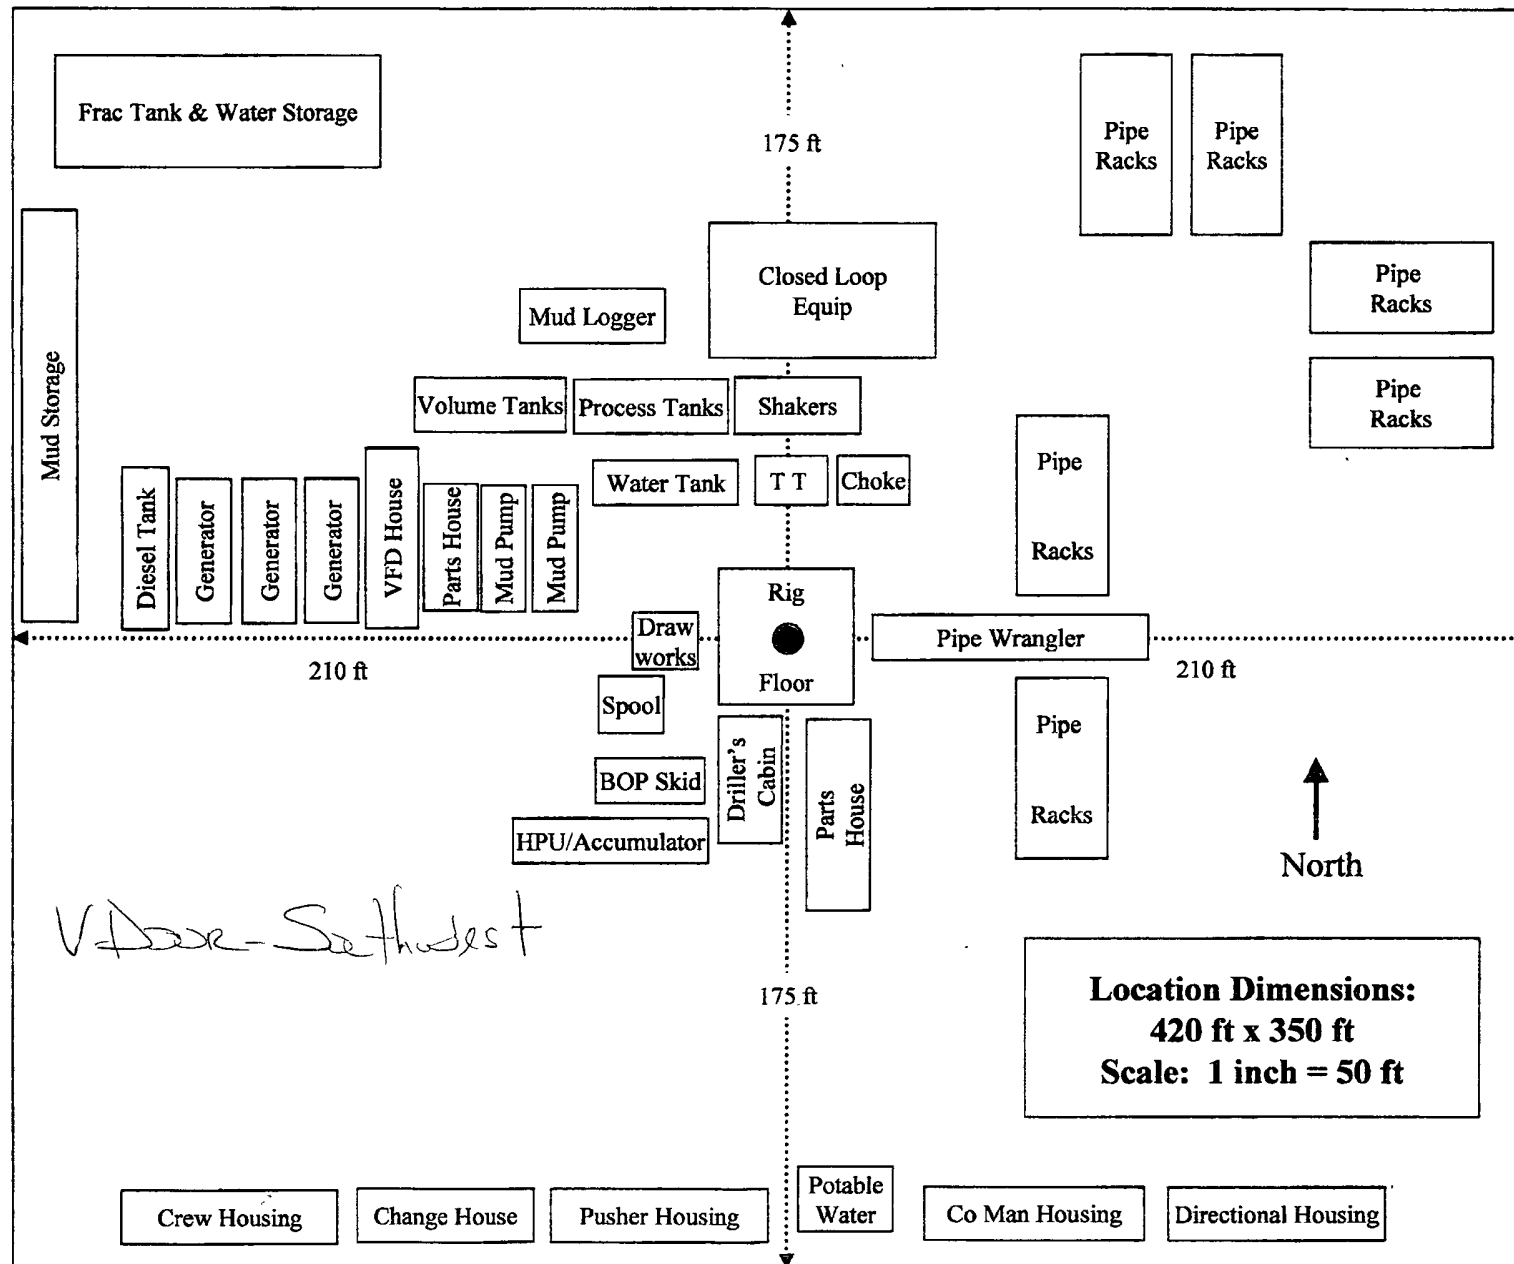 175 ft
Frac Tank & Water Storage
Pipe
Racks
Pipe
Racks
Closed Loop
Equip
Pipe
Racks
Mud Logger
Pipe
Racks
Mud Storage
Volume Tanks
Process Tanks
Shakers
Pipe
Racks
Water Tank
T T
Choke
Diesel Tank
Generator
Generator
Generator
VFD House
Parts House
Mud Pump
Mud Pump
Rig
Floor
Draw
works
Pipe Wrangler
210 ft
210 ft
Spool
Pipe
Racks
BOP Skid
Driller's
Cabin
Parts
House
HPU/Accumulator
North
V-Door-Southwest
Location Dimensions:
420 ft x 350 ft
Scale: 1 inch = 50 ft
175 ft
Crew Housing
Change House
Pusher Housing
Potable
Water
Co Man Housing
Directional Housing